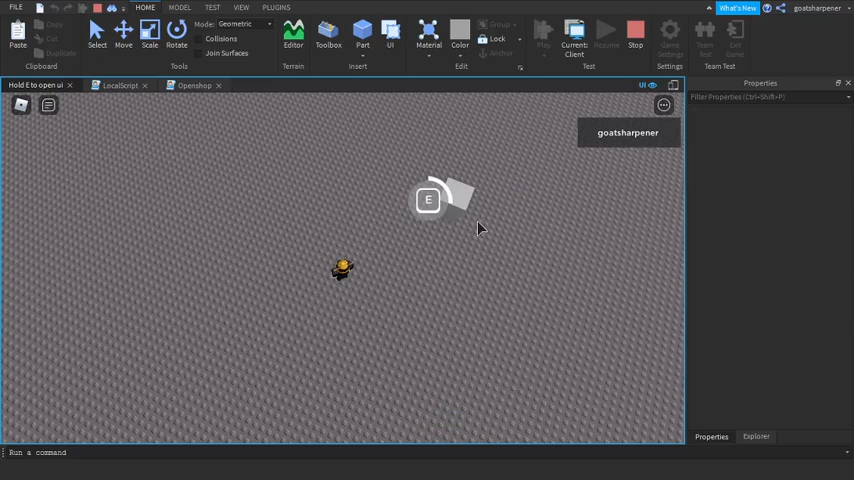 FILE HOME MODEL TEST VIEW PLUGINS What's New goatsharpener
Paste Cut Copy Duplicate
Select Move Scale Rotate
Mode: Geometric
Collisions
Join Surfaces
Editor Toolbox Part UI Material Color
Group
Lock
Anchor
Play Current: Client Resume Stop
Game Settings Team Test Exit Game
Clipboard Tools Terrain Insert Edit Test Settings Team Test
Hold E to open ui LocalScript Openshop UI
Properties
Filter Properties (Ctrl+Shift+P)
goatsharpener
E
Properties Explorer
Run a command